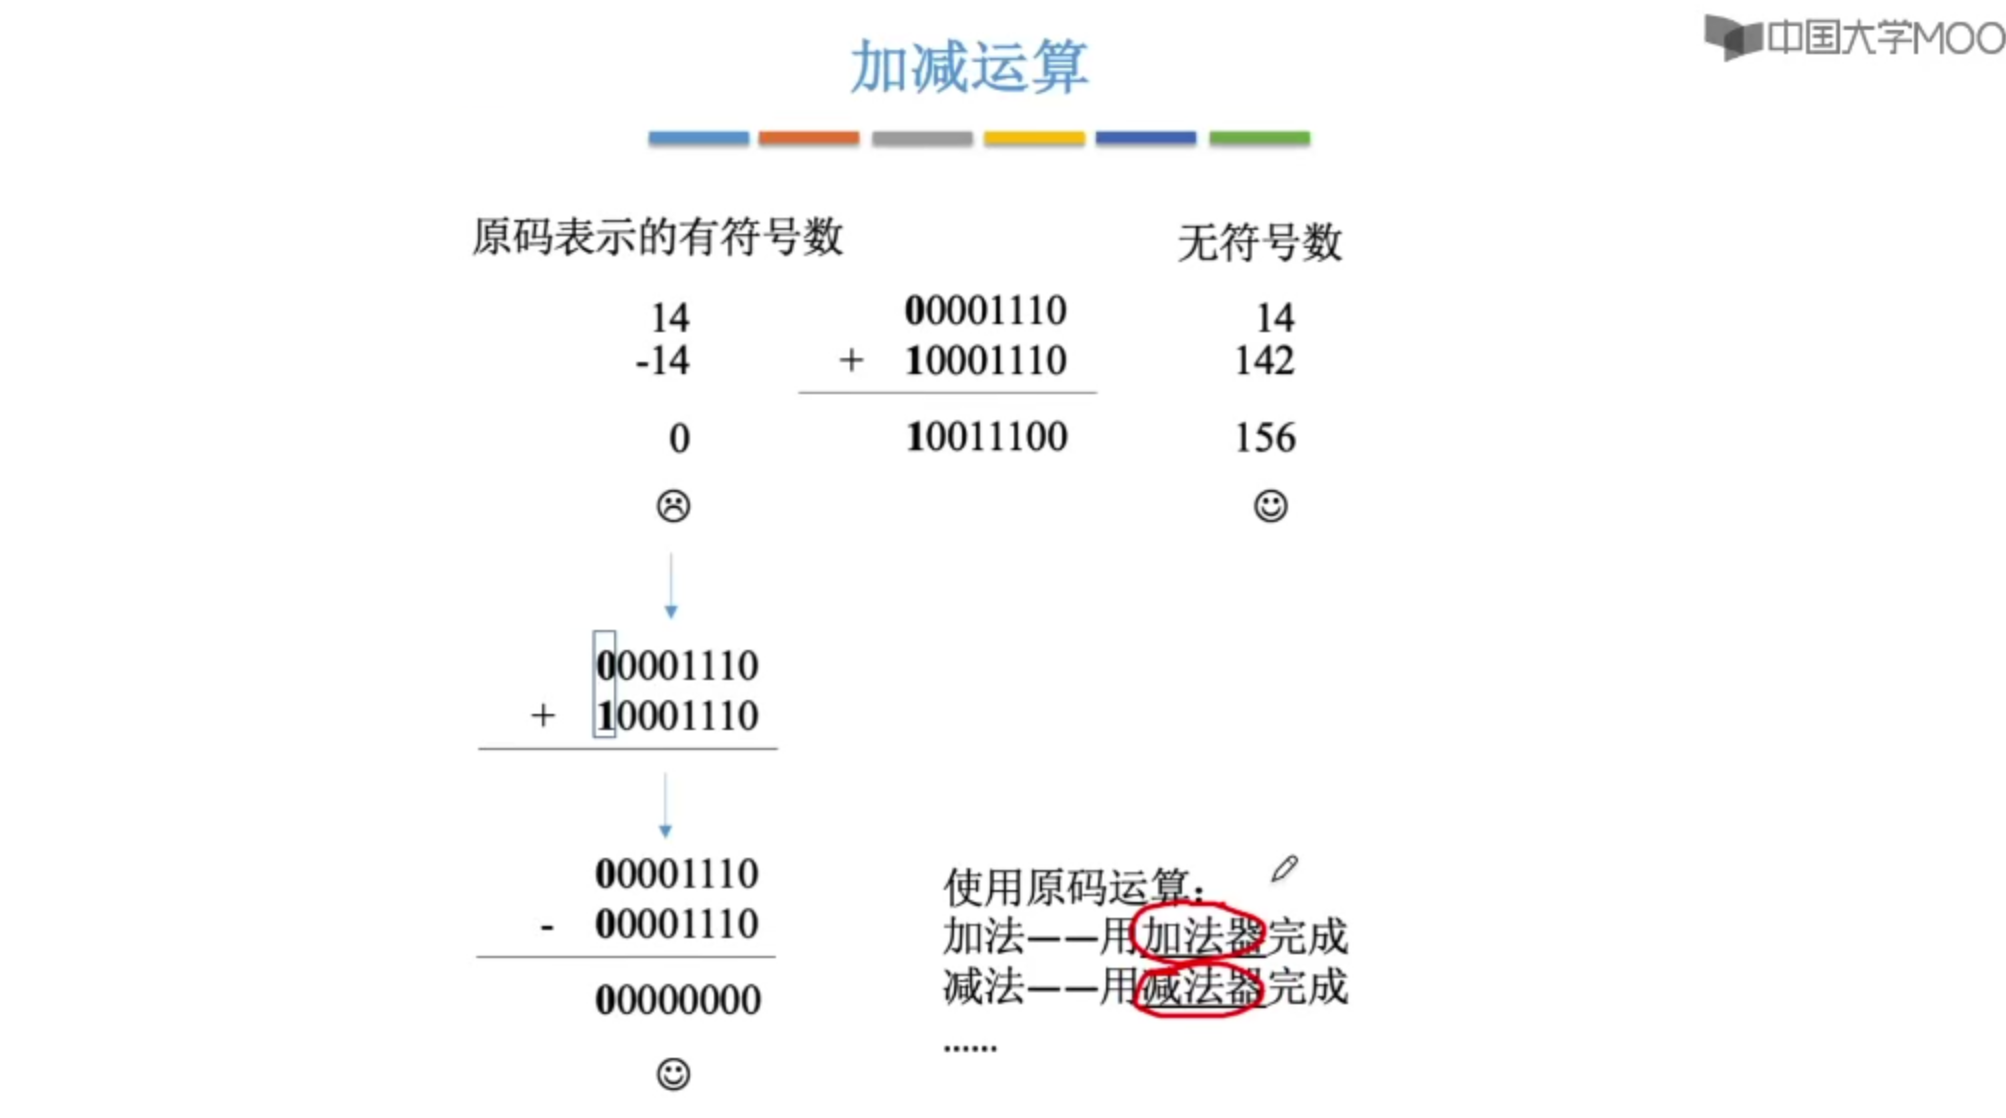 中国大学MOO
加减运算
原码表示的有符号数
无符号数
14 00001110 14
-14 + 10001110 142
0 10011100 156
00001110
+ 10001110
00001110
- 00001110
00000000
使用原码运算：
加法——用加法器完成
减法——用减法器完成
......